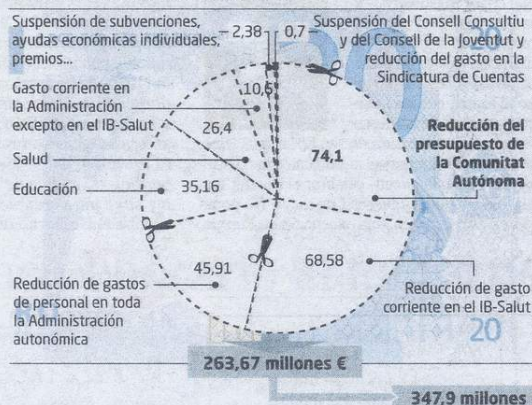 Suspensión de subvenciones,
ayudas económicas individuales,
premios...
2,38
0,7
Suspensión del Consell Consultiu
y del Consell de la Joventut y
reducción del gasto en la
Sindicatura de Cuentas
20
Gasto corriente en
la Administración
excepto en el IB-Salut
10,6
26,4
74,1
Reducción del
presupuesto de
la Comunitat
Autónoma
Salud
Educación
35,16
45,91
68,58
Reducción de gastos
de personal en toda
la Administración
autonómica
Reducción de gasto
corriente en el IB-Salut
20
263,67 millones €
347,9 millones